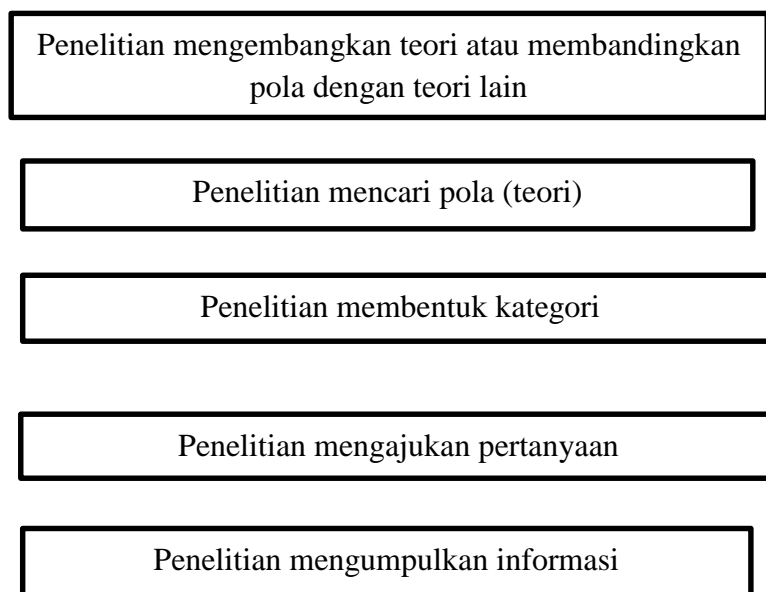 Penelitian mengembangkan teori atau membandingkan
pola dengan teori lain
Penelitian mencari pola (teori)
Penelitian membentuk kategori
Penelitian mengajukan pertanyaan
Penelitian mengumpulkan informasi